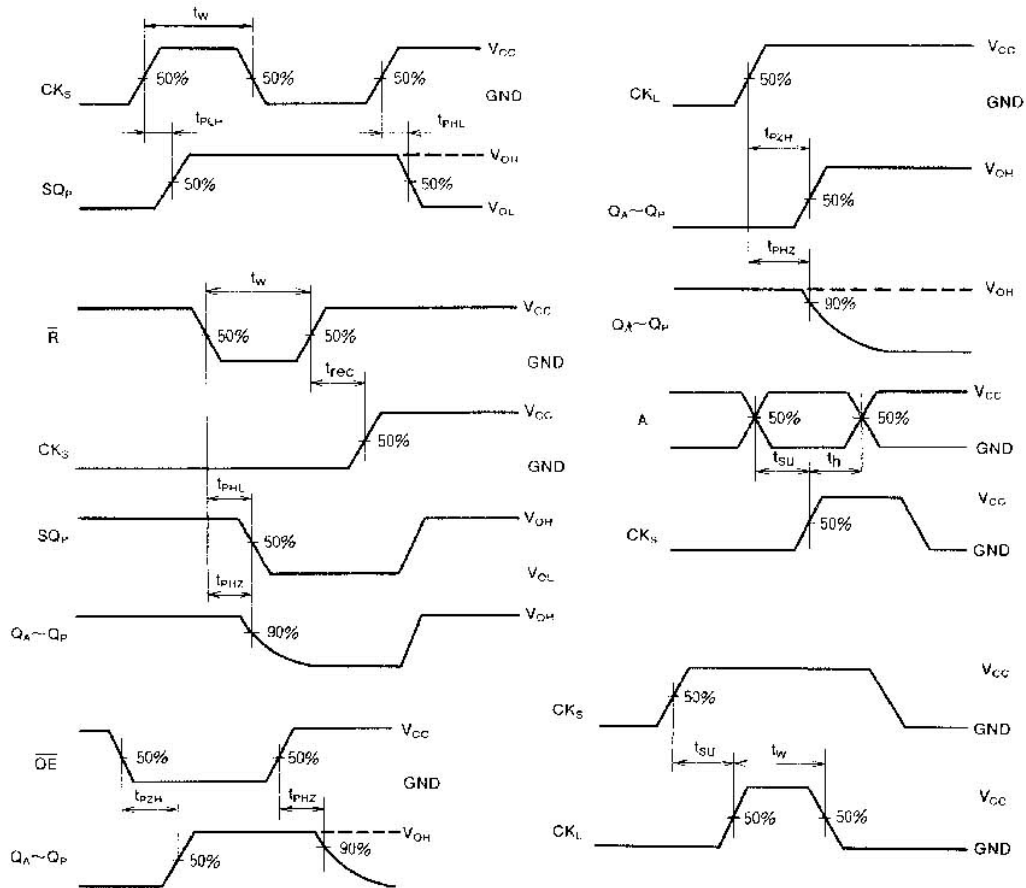 tw
CKS 50% 50% 50% VCC
GND
tPLH tPHL
SQP 50% 50% VOH
VOL
tw
R 50% 50% VCC
GND
trec
CKS 50% VCC
GND
tPHL
SQP 50% VOH
VOL
tPHZ
QA～QP 90% VOH
OE 50% 50% VCC
GND
tPZH tPHZ
QA～QP 50% 90% VOH
CKL 50% VCC
GND
tPZH
QA～QP 50% VOH
tPHZ
QA～QP 90% VOH
A 50% 50% VCC
GND
tsu th
CKS 50% VCC
GND
CKS 50% VCC
GND
tsu tw
CKL 50% 50% VCC
GND